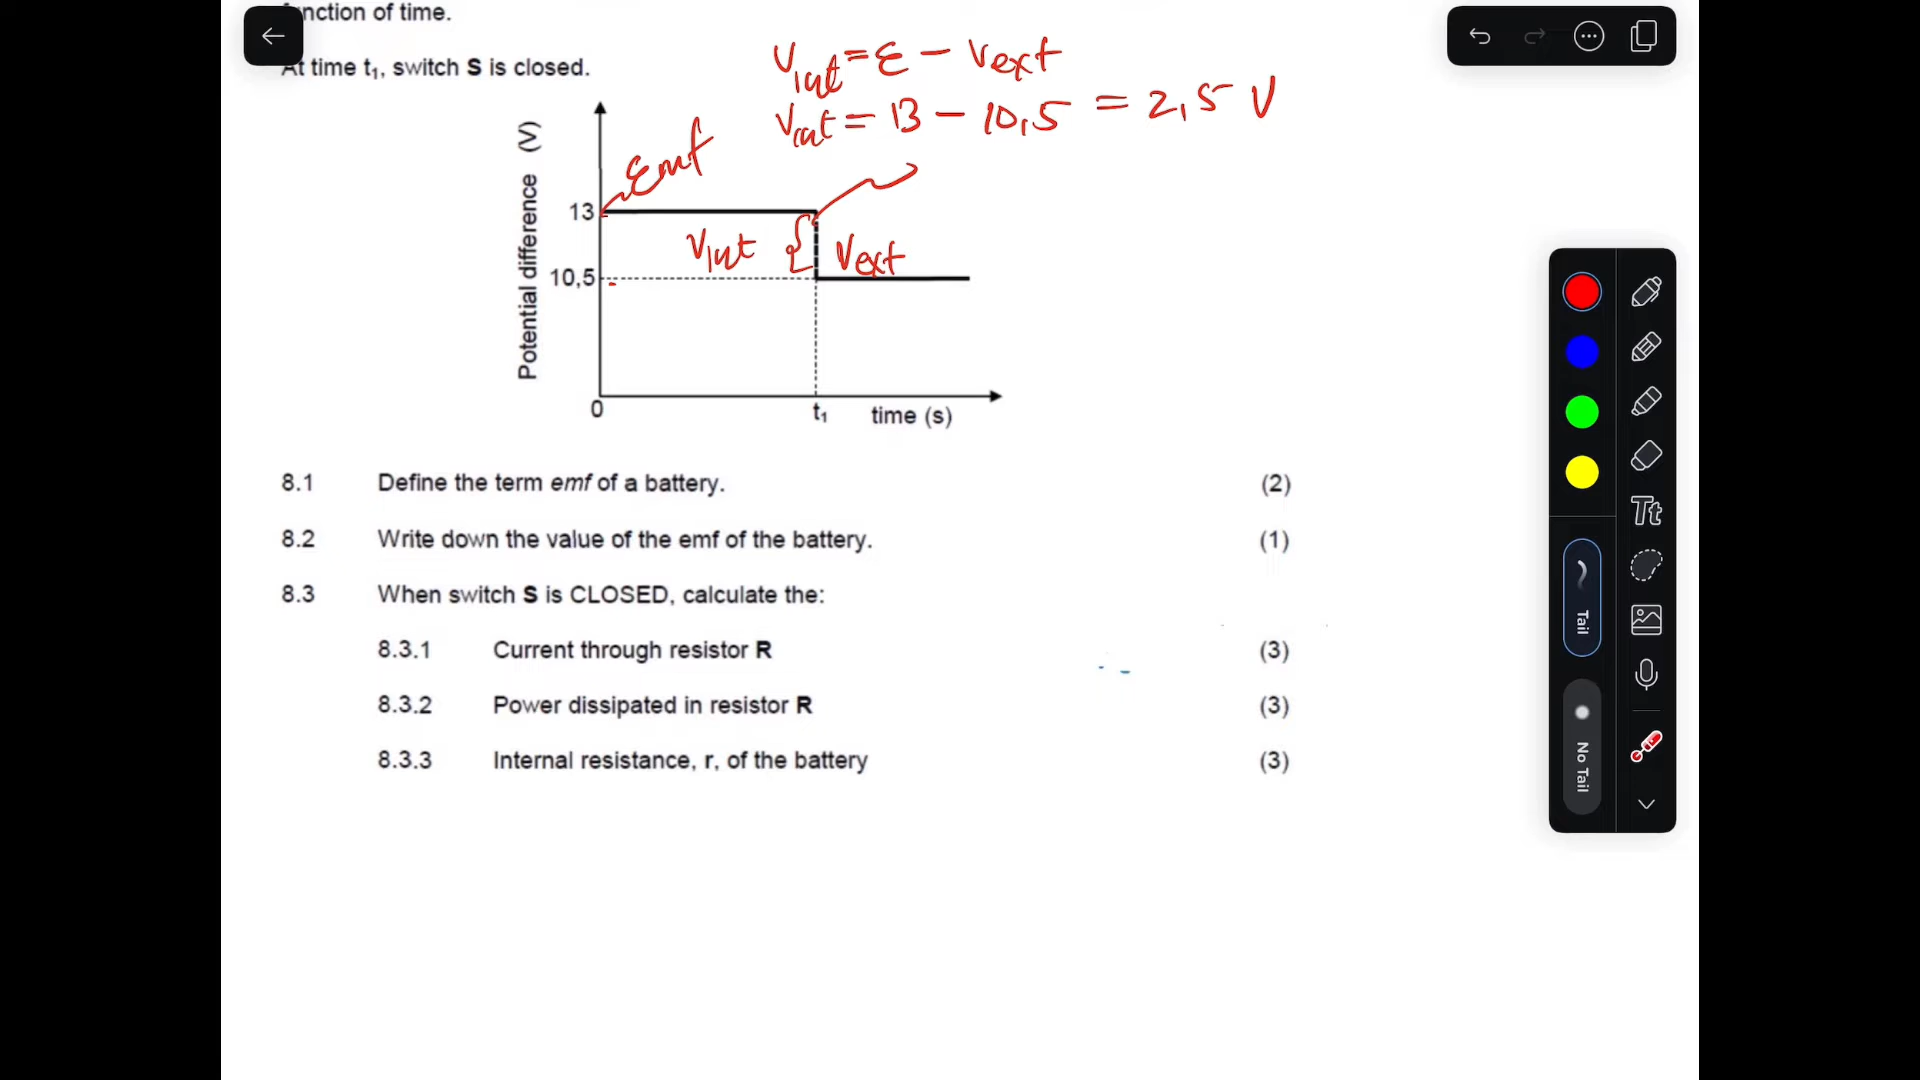 nction of time.
At time t₁, switch S is closed.
Vint = ε − Vext
Vint = 13 − 10,5 = 2,5 V
Emf
Potential difference (V)
13
Vint { Vext
10,5
0
t₁ time (s)
8.1 Define the term emf of a battery. (2)
8.2 Write down the value of the emf of the battery. (1)
8.3 When switch S is CLOSED, calculate the:
8.3.1 Current through resistor R (3)
8.3.2 Power dissipated in resistor R (3)
8.3.3 Internal resistance, r, of the battery (3)
Tt
Tail
No Tail